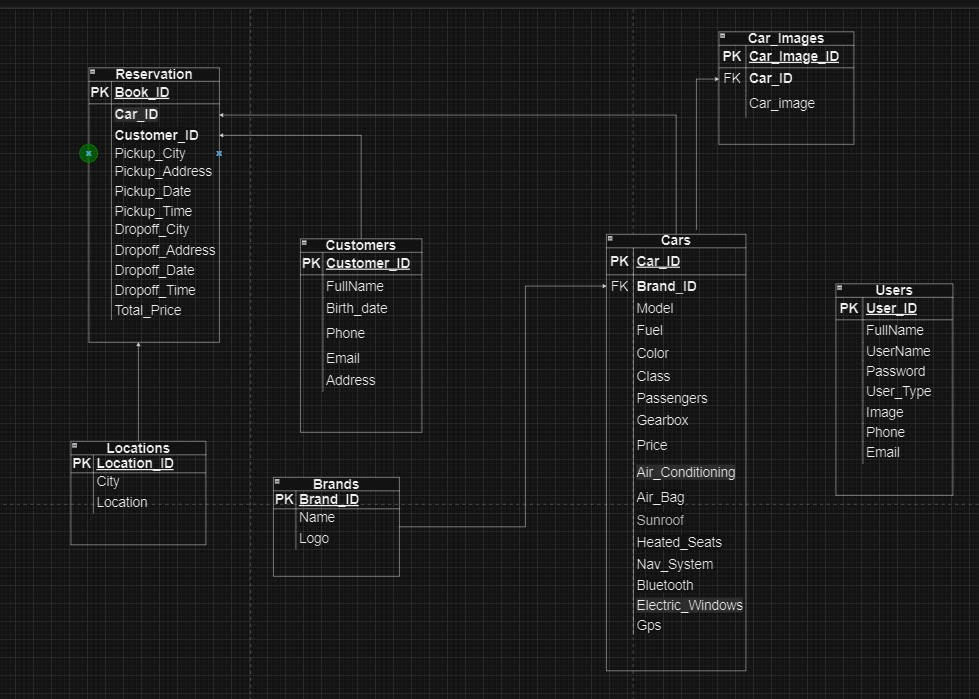 Car_Images
PK Car_Image_ID
FK Car_ID
Car_image
Reservation
PK Book_ID
Car_ID
Customer_ID
Pickup_City
Pickup_Address
Pickup_Date
Pickup_Time
Dropoff_City
Dropoff_Address
Dropoff_Date
Dropoff_Time
Total_Price
Customers
PK Customer_ID
FullName
Birth_date
Phone
Email
Address
Cars
PK Car_ID
FK Brand_ID
Model
Fuel
Color
Class
Passengers
Gearbox
Price
Air_Conditioning
Air_Bag
Sunroof
Heated_Seats
Nav_System
Bluetooth
Electric_Windows
Gps
Users
PK User_ID
FullName
UserName
Password
User_Type
Image
Phone
Email
Locations
PK Location_ID
City
Location
Brands
PK Brand_ID
Name
Logo